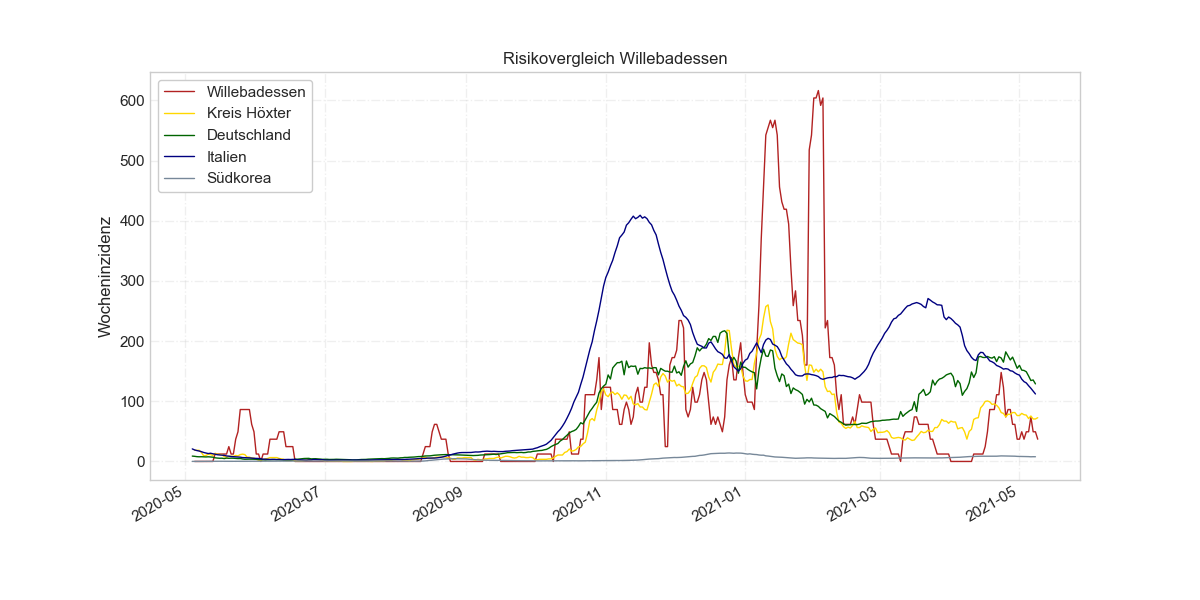 Risikovergleich Willebadessen
Willebadessen
Kreis Höxter
Deutschland
Italien
Südkorea
Wocheninzidenz
600
500
400
300
200
100
0
2020-05
2020-07
2020-09
2020-11
2021-01
2021-03
2021-05